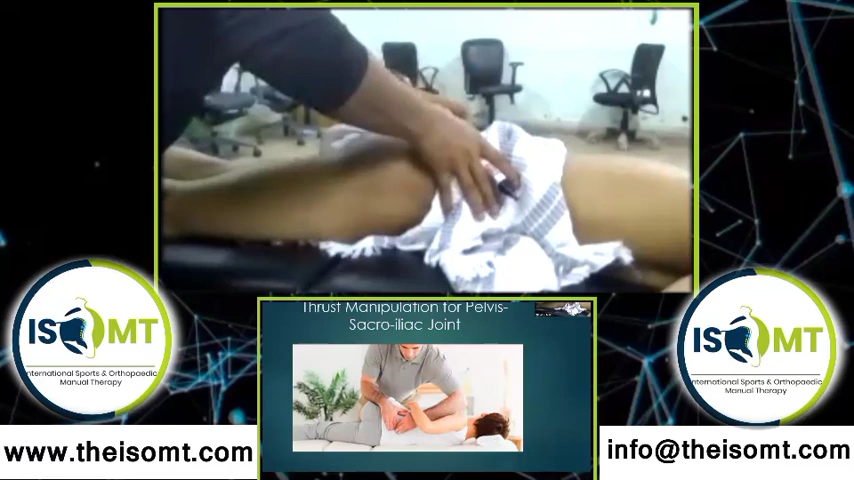 Thrust Manipulation for Pelvis-
Sacro-iliac Joint
ISOMT
International Sports & Orthopaedic
Manual Therapy
ISOMT
International Sports & Orthopaedic
Manual Therapy
www.theisomt.com
info@theisomt.com